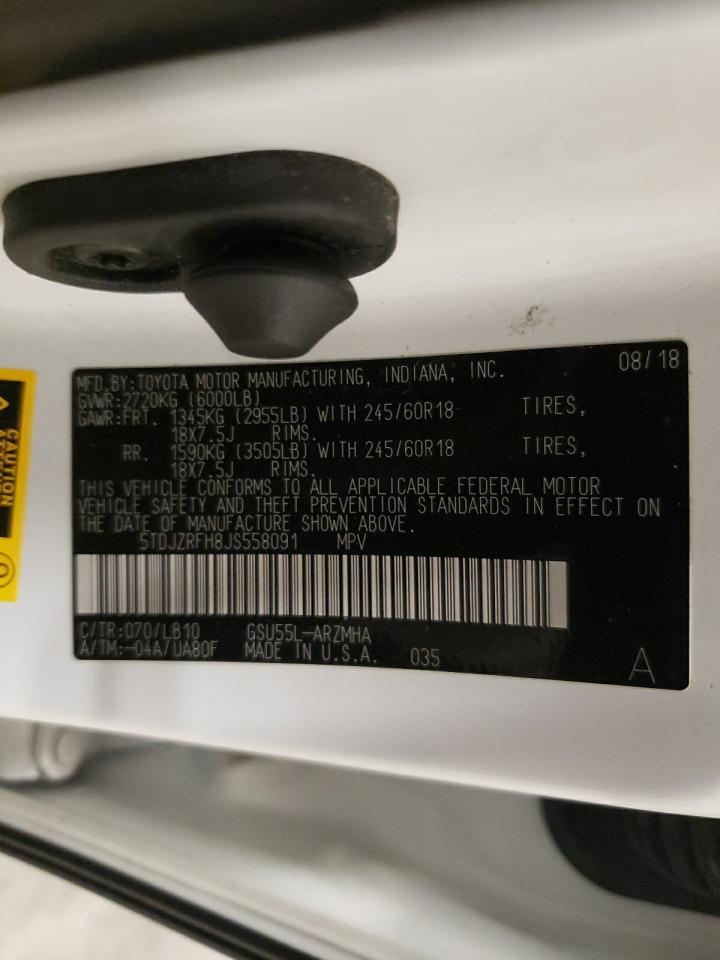 MFD. BY: TOYOTA MOTOR MANUFACTURING, INDIANA, INC. 08/18
GVWR: 2720KG (6000LB)
GAWR: FRT. 1345KG (2955LB) WITH 245/60R18 TIRES,
18X7.5J RIMS.
RR. 1590KG (3505LB) WITH 245/60R18 TIRES,
18X7.5J RIMS.
THIS VEHICLE CONFORMS TO ALL APPLICABLE FEDERAL MOTOR
VEHICLE SAFETY AND THEFT PREVENTION STANDARDS IN EFFECT ON
THE DATE OF MANUFACTURE SHOWN ABOVE.
5TDJZRFH8JS558091 MPV
C/TR: 070/LB10 GSU55L-ARZMHA
A/TM: -04A/UA80F MADE IN U.S.A. 035 A
CAUTION